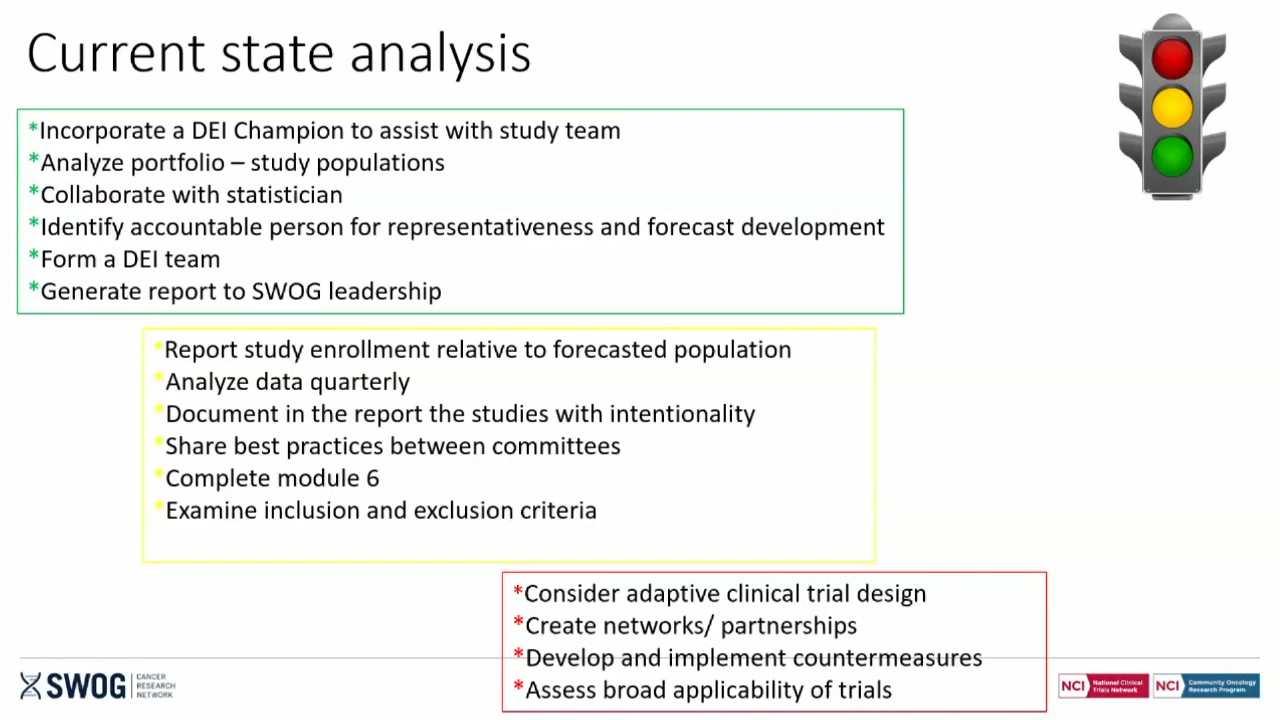 Current state analysis
*Incorporate a DEI Champion to assist with study team
*Analyze portfolio – study populations
*Collaborate with statistician
*Identify accountable person for representativeness and forecast development
*Form a DEI team
*Generate report to SWOG leadership
*Report study enrollment relative to forecasted population
*Analyze data quarterly
*Document in the report the studies with intentionality
*Share best practices between committees
*Complete module 6
*Examine inclusion and exclusion criteria
*Consider adaptive clinical trial design
*Create networks/ partnerships
*Develop and implement countermeasures
*Assess broad applicability of trials
SWOG
CANCER
RESEARCH
NETWORK
NCI
National Clinical
Trials Network
NCI
Community Oncology
Research Program